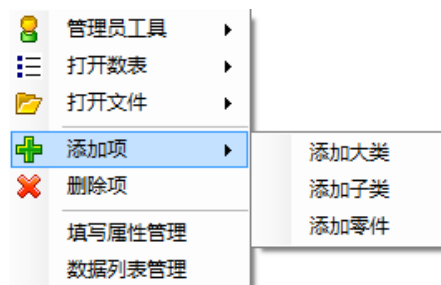 管理员工具
打开数表
打开文件
添加项
删除项
填写属性管理
数据列表管理
添加大类
添加子类
添加零件